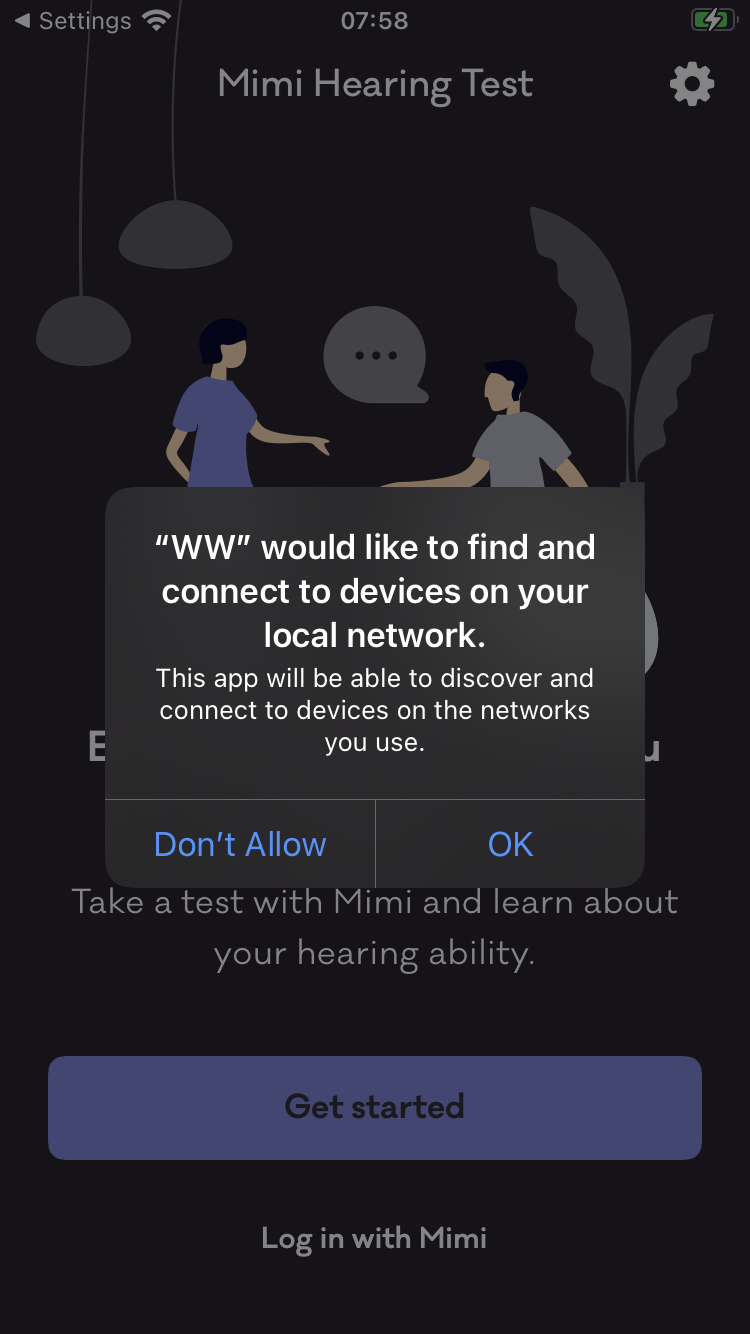 Settings
07:58
Mimi Hearing Test
“WW” would like to find and
connect to devices on your
local network.
This app will be able to discover and
connect to devices on the networks
you use.
Don’t Allow
OK
Take a test with Mimi and learn about
your hearing ability.
Get started
Log in with Mimi